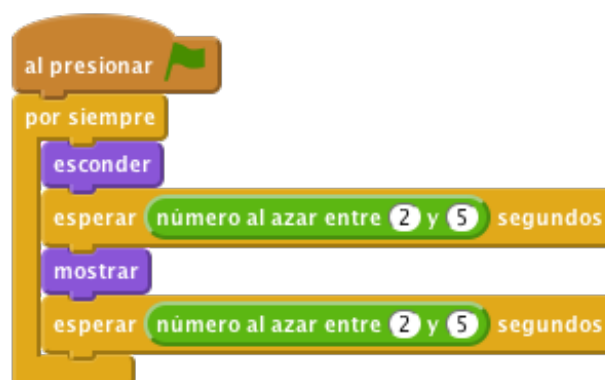 al presionar
por siempre
esconder
esperar número al azar entre 2 y 5 segundos
mostrar
esperar número al azar entre 2 y 5 segundos